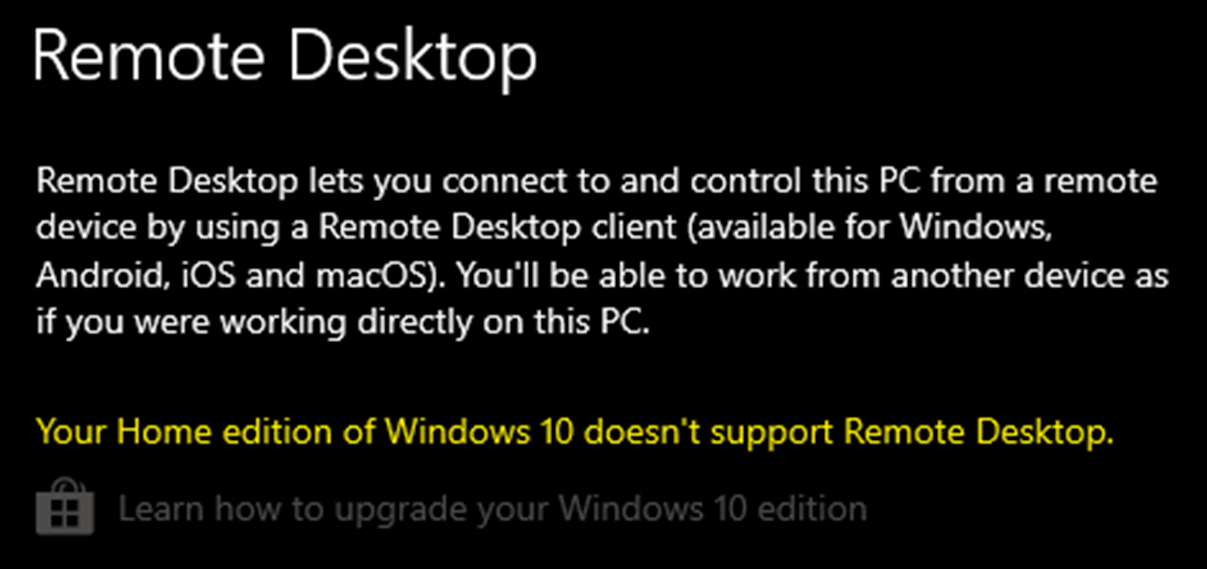 Remote Desktop
Remote Desktop lets you connect to and control this PC from a remote
device by using a Remote Desktop client (available for Windows,
Android, iOS and macOS). You'll be able to work from another device as
if you were working directly on this PC.
Your Home edition of Windows 10 doesn't support Remote Desktop.
Learn how to upgrade your Windows 10 edition